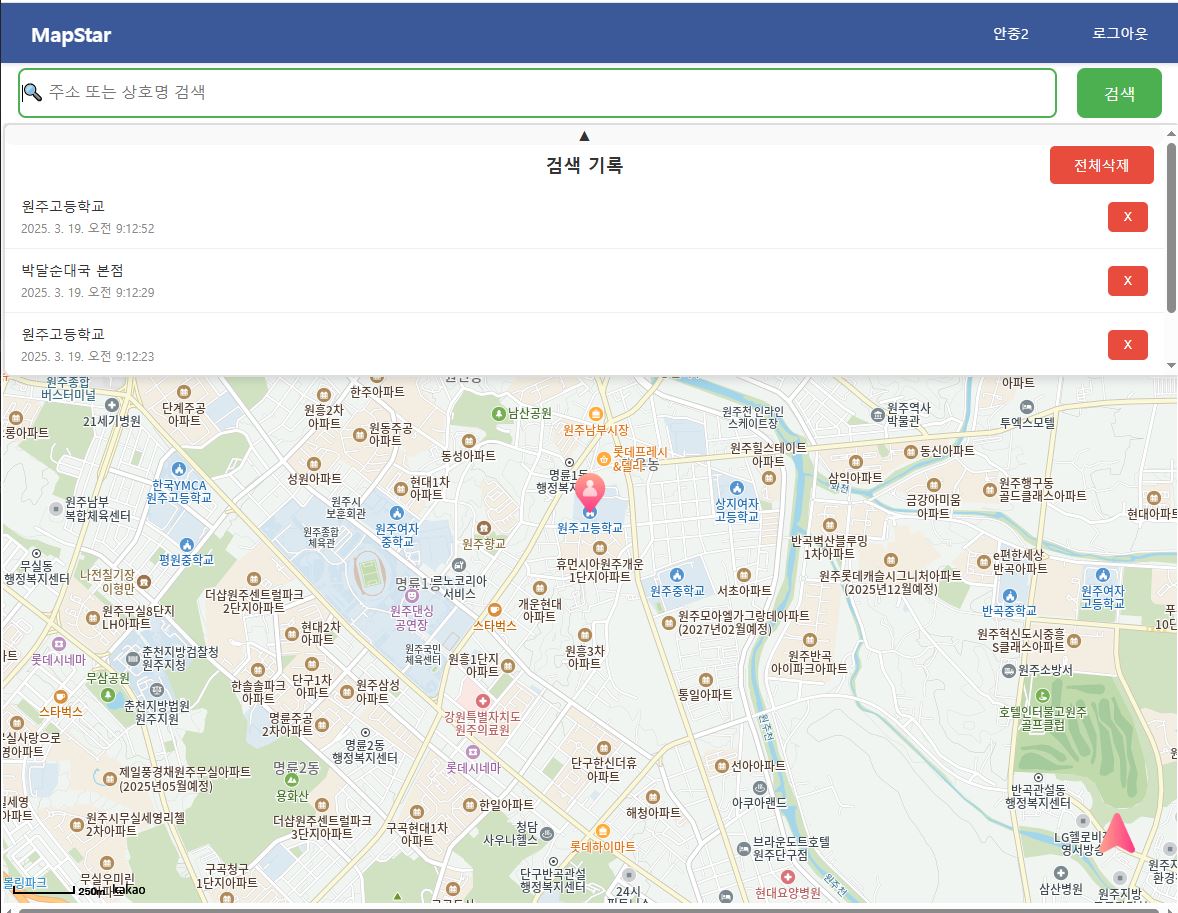 MapStar
안중2
로그아웃
주소 또는 상호명 검색
검색
▲
검색 기록
전체삭제
원주고등학교
2025. 3. 19. 오전 9:12:52
X
박달순대국 본점
2025. 3. 19. 오전 9:12:29
X
원주고등학교
2025. 3. 19. 오전 9:12:23
X
원주종합
버스터미널
21세기병원
단계주공
아파트
원흥2차
아파트
한주아파트
원동주공
아파트
남산공원
원주남부시장
동성아파트
롯데프레시
&델리
원주천 인라인
스케이트장
원주역사
박물관
아파트
투엑스모텔
원주힐스테이트
아파트
동신아파트
삼익아파트
원주행구동
골드클래스아파트
금강아미움
아파트
현대아파트
롱아파트
한국YMCA
원주고등학교
성원아파트
현대1차
아파트
명륜1동
행정복지
원주남부
복합체육센터
원주시
보훈회관
원주종합
체육관
원주여자
중학교
원주향교
원주고등학교
상지여자
고등학교
반곡벽산블루밍
1차아파트
e편한세상
반곡아파트
평원중학교
무실동
행정복지센터
나전칠기장
이형만
더샵원주센트럴파크
2단지아파트
명륜1
르노코리아
서비스
휴먼시아원주개운
1단지아파트
원주중학교
서초아파트
원주롯데캐슬시그니처아파트
(2025년12월예정)
반곡중학교
원주여자
고등학교
원주무실8단지
LH아파트
원주댄싱
공연장
스타벅스
개운현대
아파트
원주모아엘가그랑데아파트
(2027년02월예정)
현대2차
아파트
원주국민
체육센터
원흥1단지
아파트
원흥3차
아파트
원주반곡
아이파크아파트
원주혁신도시중흥
S클래스아파트
원주소방서
롯데시네마
춘천지방검찰청
원주지청
무삼공원
스타벅스
춘천지방법원
원주지원
한솔솔파크
아파트
단구1차
아파트
원주삼성
아파트
통일아파트
호텔인터불고원주
골프클럽
명륜주공
2차아파트
강원특별자치도
원주의료원
명륜2동
행정복지센터
롯데시네마
단구한신더휴
아파트
원주천
선아아파트
제일풍경채원주무실아파트
(2025년05월예정)
명륜2동
용화산
아쿠아랜드
반곡관설동
행정복지센터
원주시무실세영리첼
2차아파트
더샵원주센트럴파크
3단지아파트
구곡현대1차
아파트
한일아파트
해청아파트
청담
사우나헬스
롯데하이마트
브라운도트호텔
원주단구점
LG헬로비
영서방송
구곡청구
1단지아파트
단구반곡관설
행정복지센터
24시
현대요양병원
원주천
삼산병원
원주지방
환경
볼링파크
무실우미린
아파트
250m
kakao